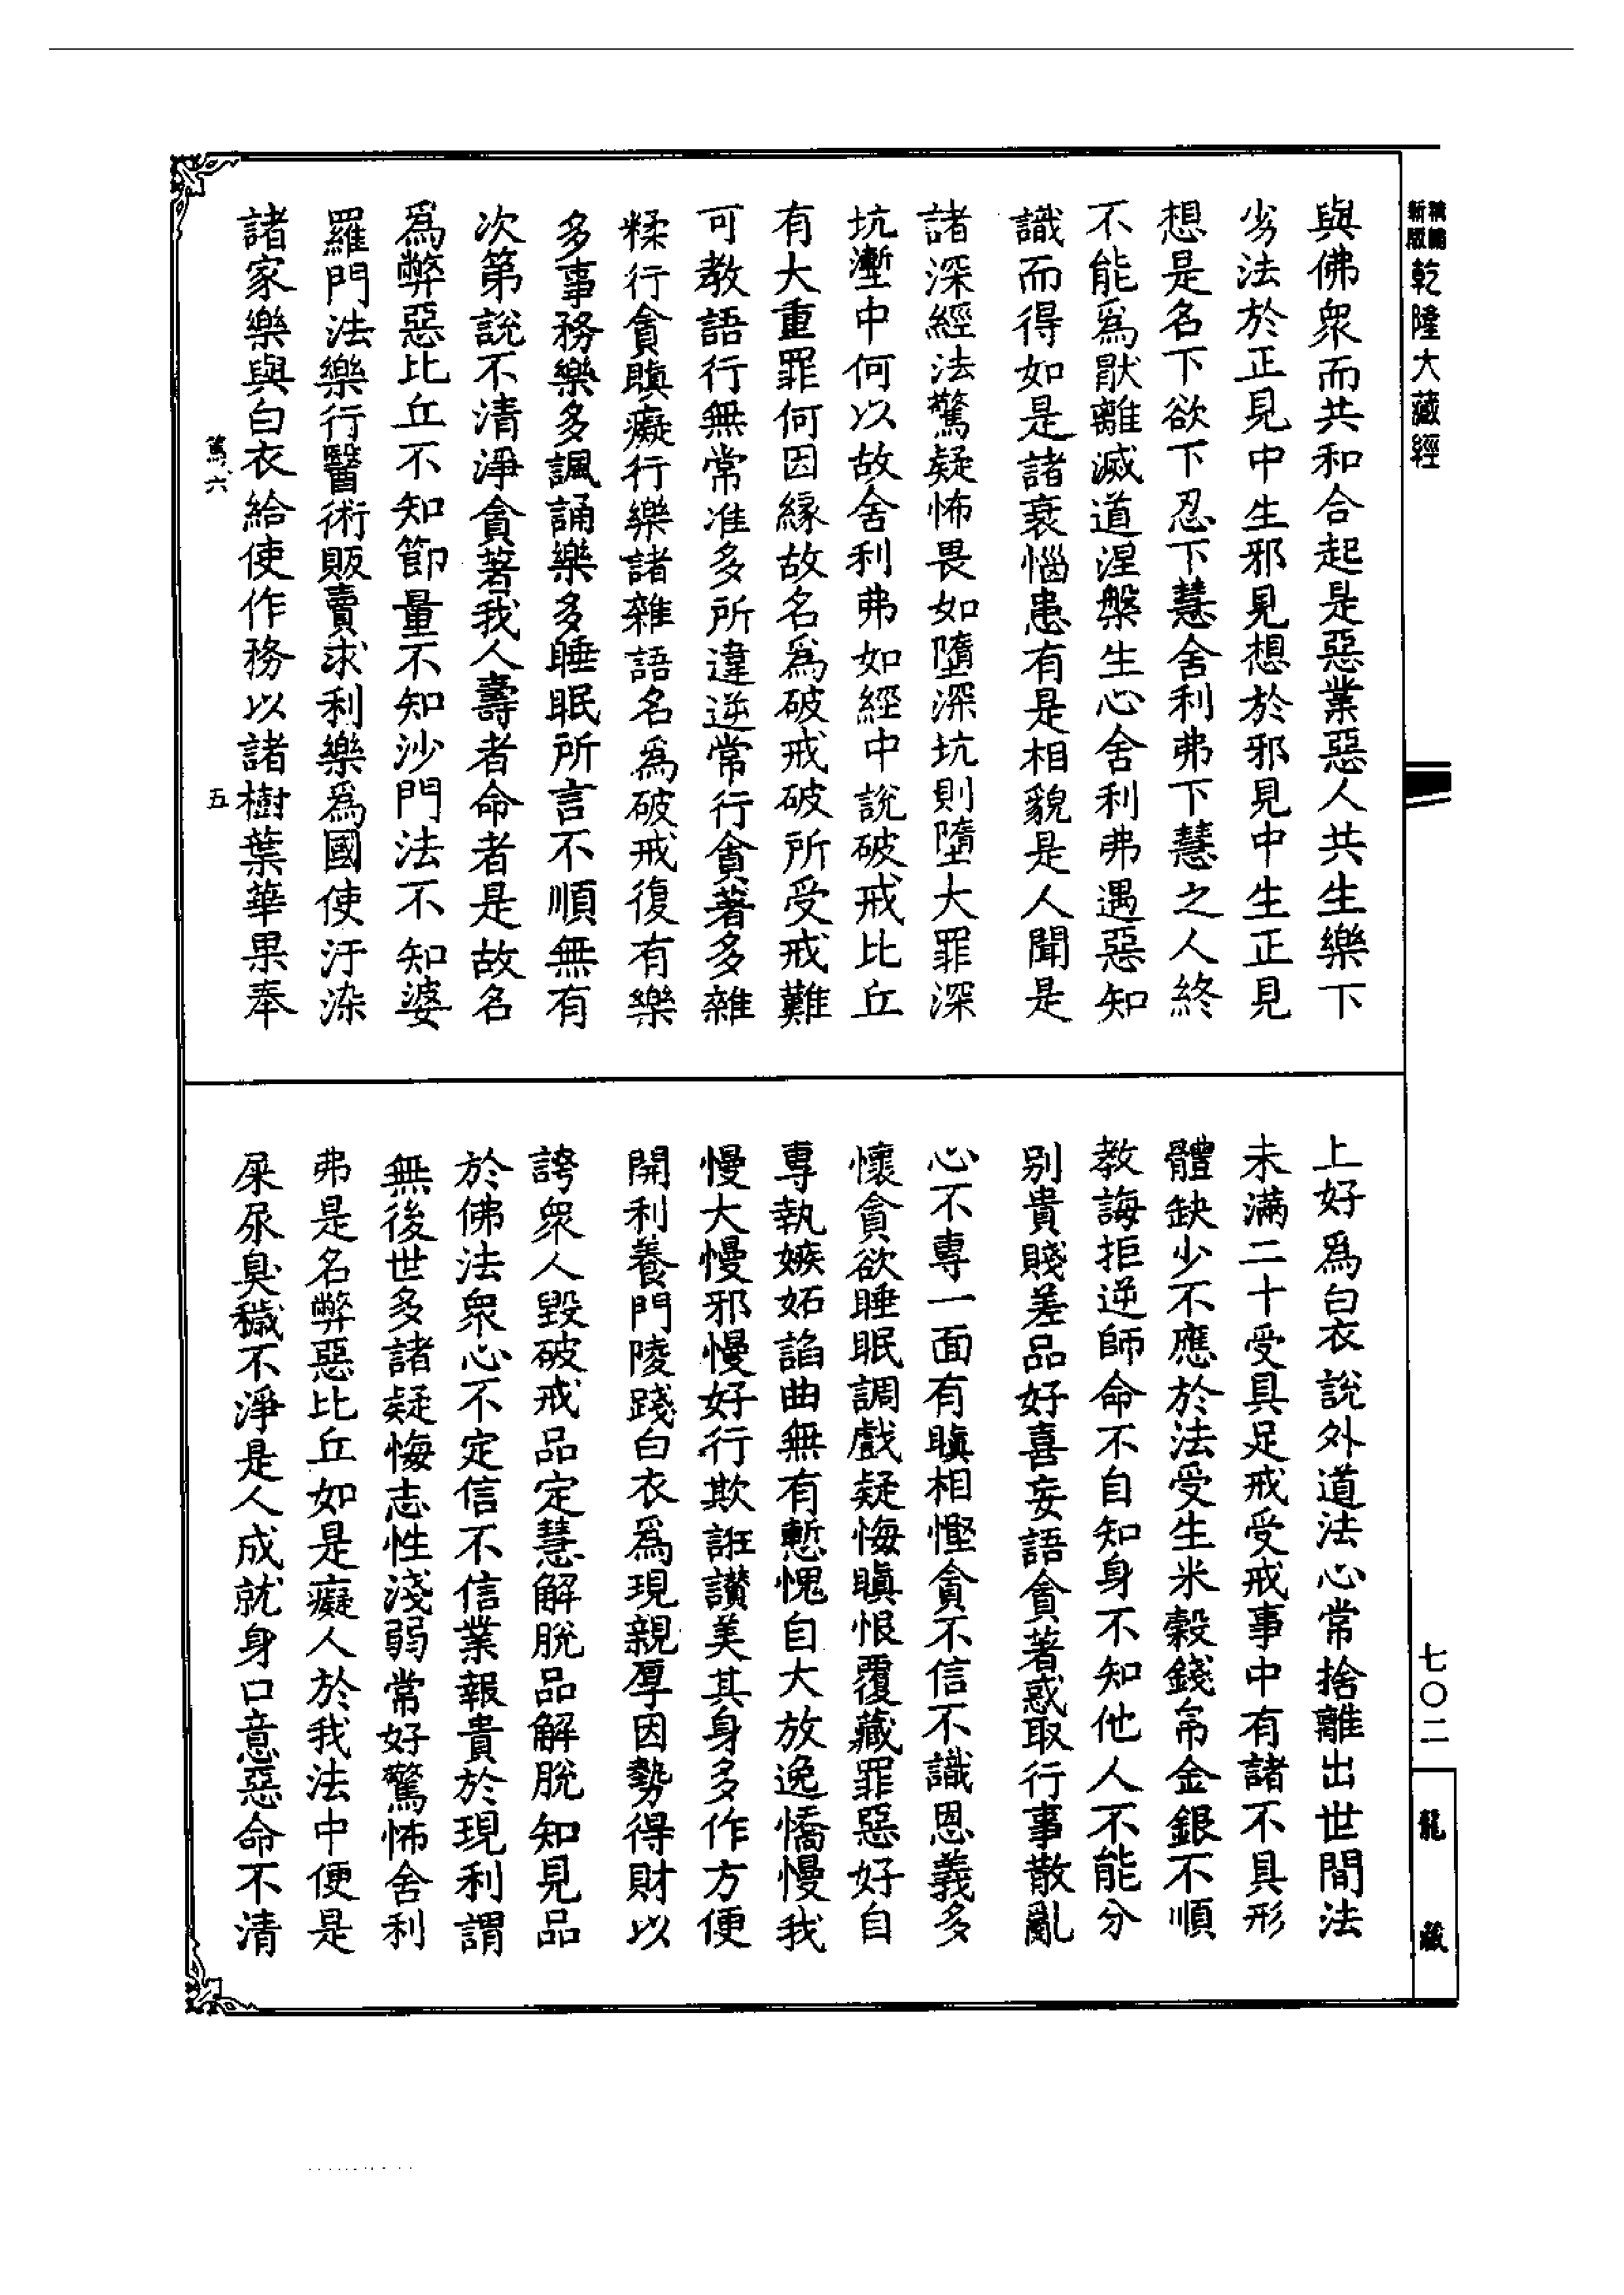 新版精編乾隆大藏經
與佛衆而共和合起是惡業惡人共生樂下
劣法於正見中生邪見想於邪見中生正見
想是名下欲下忍下慧舍利弗下慧之人終
不能爲猒離滅道涅槃生心舍利弗遇惡知
識而得如是諸衰惱患有是相貌是人聞是
諸深經法驚疑怖畏如墮深坑則墮大罪深
坑壍中何以故舍利弗如經中說破戒比丘
有大重罪何因緣故名爲破戒破所受戒難
可教語行無常准多所違逆常行貪著多雜
糅行貪瞋癡行樂諸雜語名爲破戒復有樂
多事務樂多諷誦樂多睡眠所言不順無有
次第說不清淨貪著我人壽者命者是故名
爲弊惡比丘不知節量不知沙門法不知婆
羅門法樂行醫術販賣求利樂爲國使汙染
諸家樂與白衣給使作務以諸樹葉華果奉
篤六
五
上好爲白衣說外道法心常捨離出世間法
未滿二十受具足戒受戒事中有諸不具形
體缺少不應於法受生米穀錢帛金銀不順
教誨拒逆師命不自知身不知他人不能分
別貴賤差品好喜妄語貪著惑取行事散亂
心不專一面有瞋相慳貪不信不識恩義多
懷貪欲睡眠調戲疑悔瞋恨覆藏罪惡好自
專執嫉妬諂曲無有慙愧自大放逸憍慢我
慢大慢邪慢好行欺誑讚美其身多作方便
開利養門陵踐白衣爲現親厚因勢得財以
誇衆人毀破戒品定慧解脫品解脫知見品
於佛法衆心不定信不信業報貴於現利謂
無後世多諸疑悔志性淺弱常好驚怖舍利
弗是名弊惡比丘如是癡人於我法中便是
屎尿臭穢不淨是人成就身口意惡命不清
七〇二
龍藏